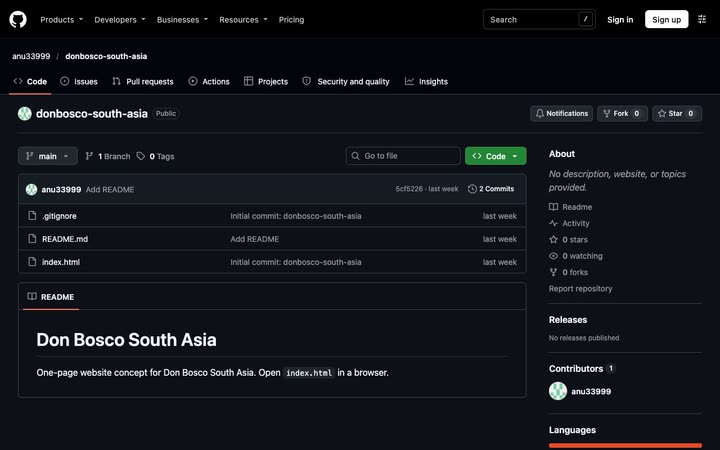 Products Developers Businesses Resources Pricing Search / Sign in Sign up
anu33999 / donbosco-south-asia
Code Issues Pull requests Actions Projects Security and quality Insights
donbosco-south-asia Public Notifications Fork 0 Star 0
main 1 Branch 0 Tags Go to file Code
anu33999 Add README 5cf5226 · last week 2 Commits
.gitignore Initial commit: donbosco-south-asia last week
README.md Add README last week
index.html Initial commit: donbosco-south-asia last week
README
Don Bosco South Asia
One-page website concept for Don Bosco South Asia. Open index.html in a browser.
About
No description, website, or topics
provided.
Readme
Activity
0 stars
0 watching
0 forks
Report repository
Releases
No releases published
Contributors 1
anu33999
Languages